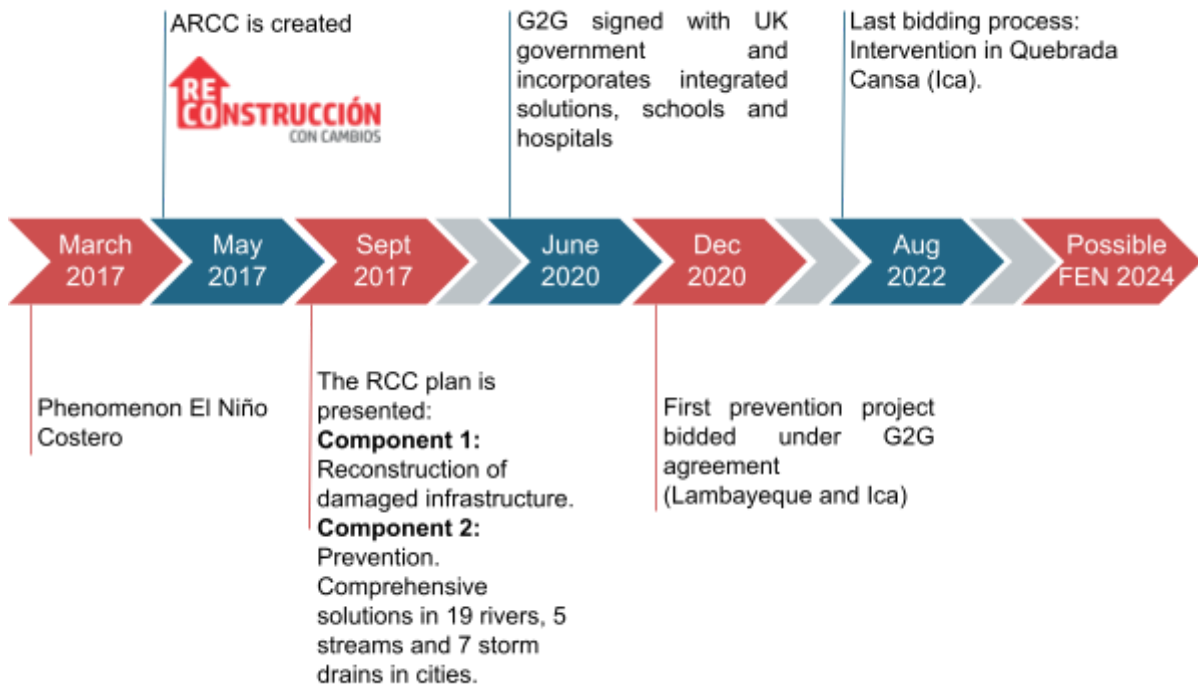 ARCC is created
RE
CONSTRUCCIÓN
CON CAMBIOS
G2G signed with UK
government and
incorporates integrated
solutions, schools and
hospitals
Last bidding process:
Intervention in Quebrada
Cansa (Ica).
March
2017
May
2017
Sept
2017
June
2020
Dec
2020
Aug
2022
Possible
FEN 2024
Phenomenon El Niño
Costero
The RCC plan is
presented:
Component 1:
Reconstruction of
damaged infrastructure.
Component 2:
Prevention.
Comprehensive
solutions in 19 rivers, 5
streams and 7 storm
drains in cities.
First prevention project
bidded under G2G
agreement
(Lambayeque and Ica)